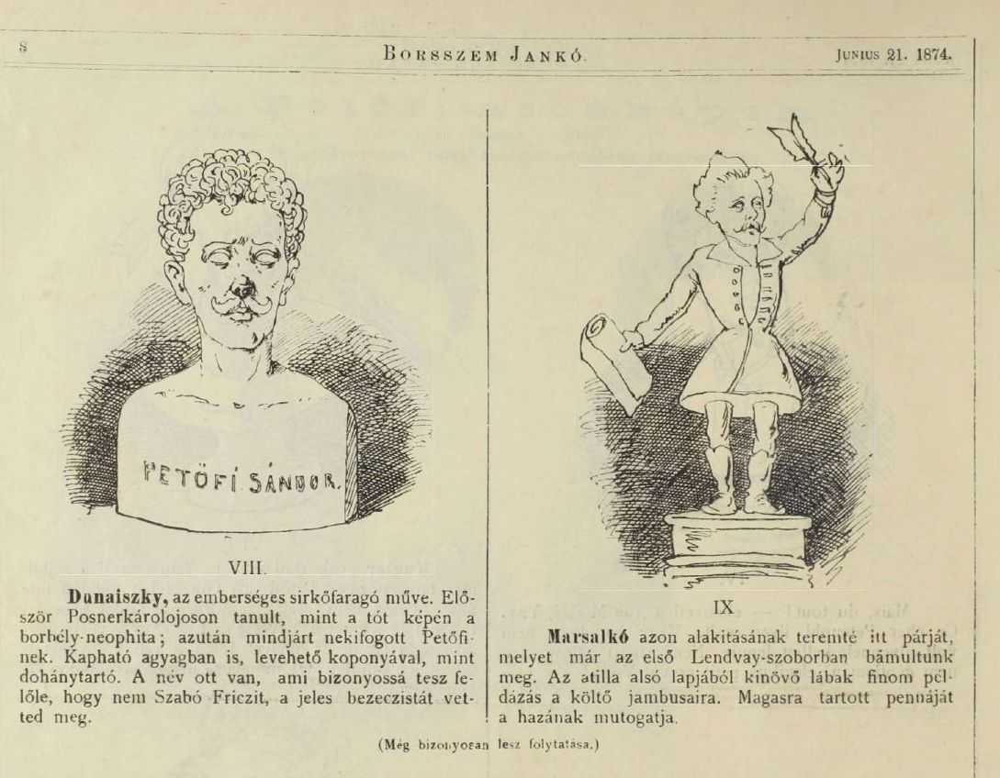 8
BORSSZEM JANKÓ.
JUNIUS 21. 1874.
PETŐFI SÁNDOR.
VIII.
Dunaiszky, az emberséges sirkőfaragó műve. Elő-
ször Posnerkárolojoson tanult, mint a tót képén a
borbély-neophita; azután mindjárt nekifogott Petőfi-
nek. Kapható agyagban is, levehető koponyával, mint
dohánytartó. A név ott van, ami bizonyossá tesz fe-
lőle, hogy nem Szabó Friczit, a jeles bezeczistát vet-
ted meg.
IX
Marsalkó azon alakitásának teremté itt párját,
melyet már az első Lendvay-szoborban bámultunk
meg. Az atilla alsó lapjából kinövő lábak finom pél-
dázás a költő jambusaira. Magasra tartott pennáját
a hazának mutogatja.
(Még bizonyosan lesz folytatása.)